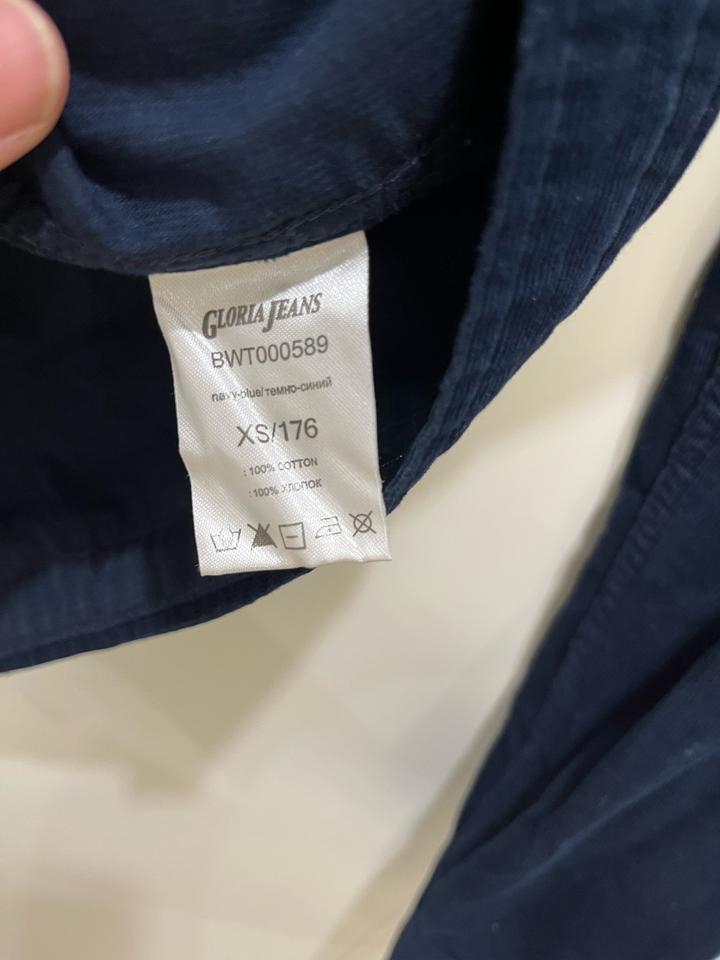 GLORIA JEANS
BWT000589
navy-blue/темно-синий
XS/176
: 100% COTTON
: 100% ХЛОПОК